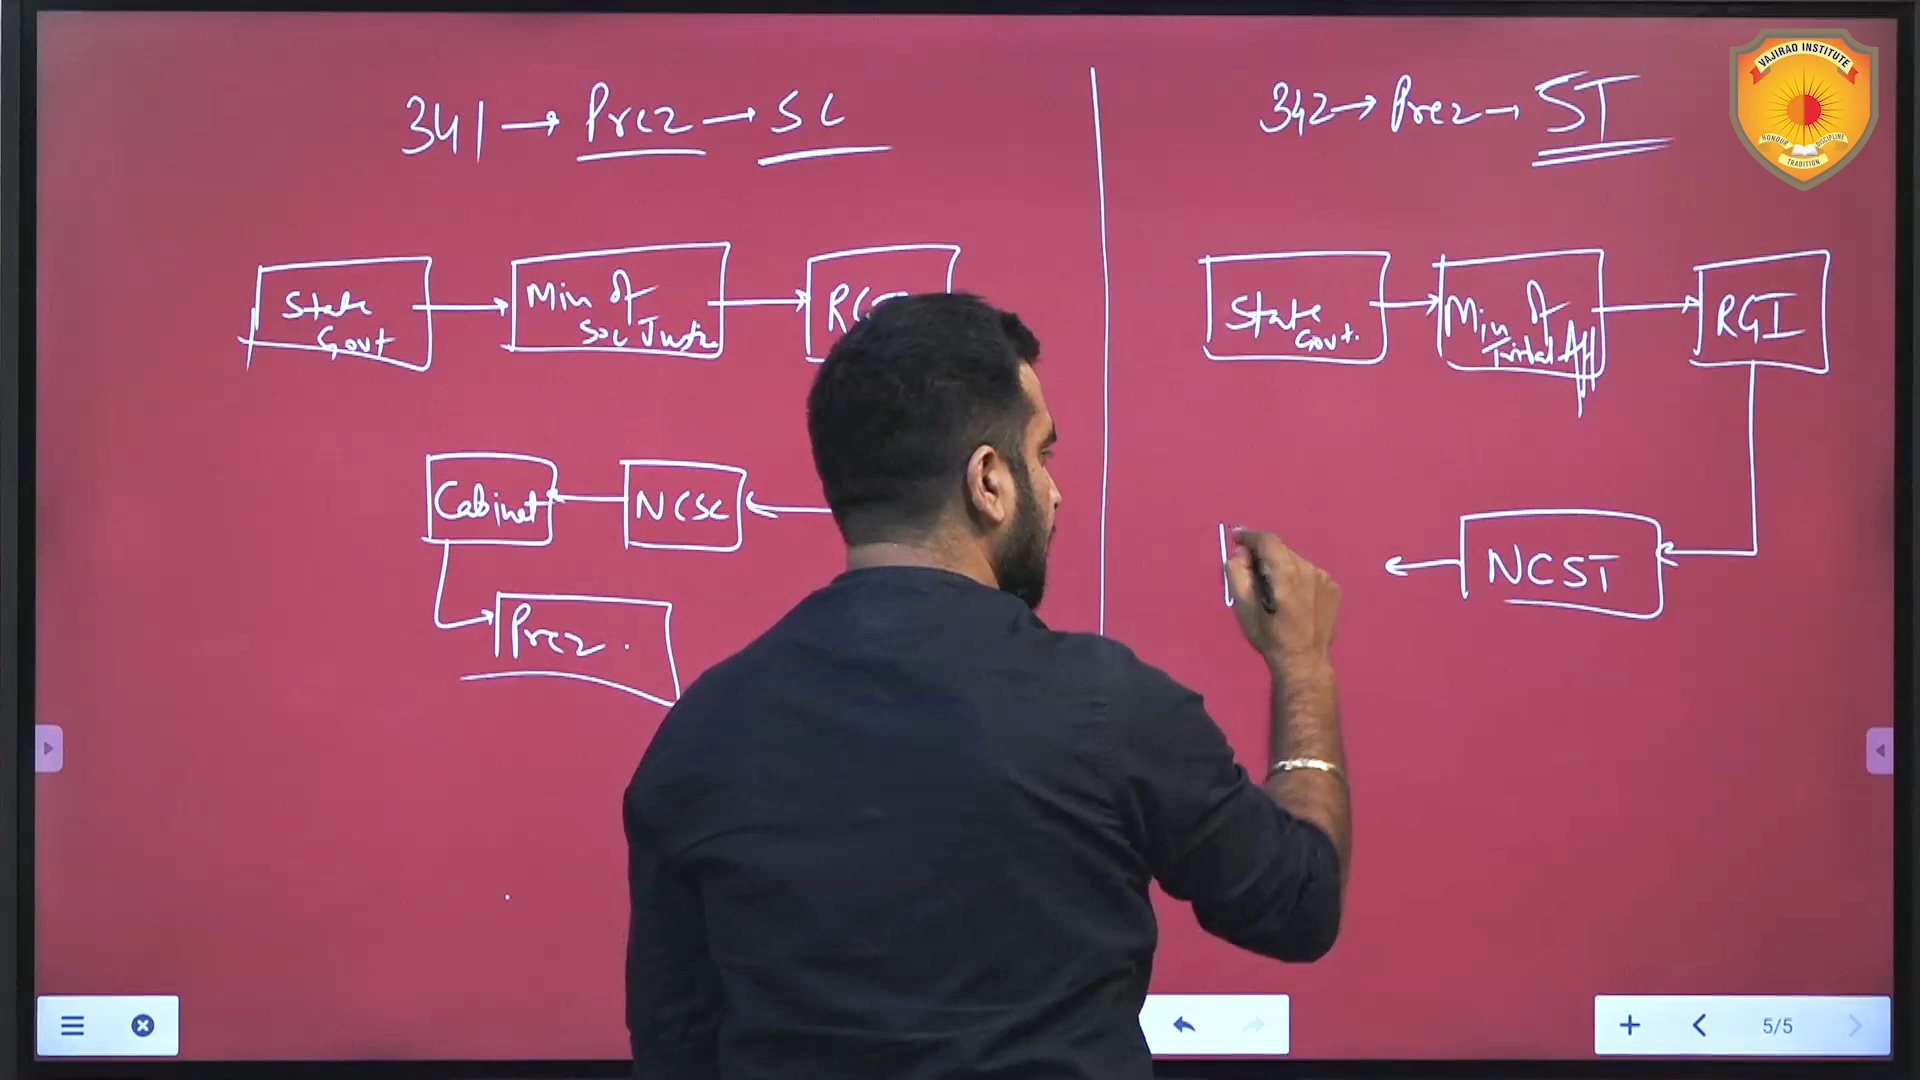 341 → Prez → SC
State
Govt
Min of
Soc Justice
Cabinet
NCSC
Prez.
342 → Prez → ST
State
Govt.
Min of
Tribal Aff
RGI
NCST
VAJIRAO INSTITUTE
HONOUR
DISCIPLINE
TRADITION
5/5